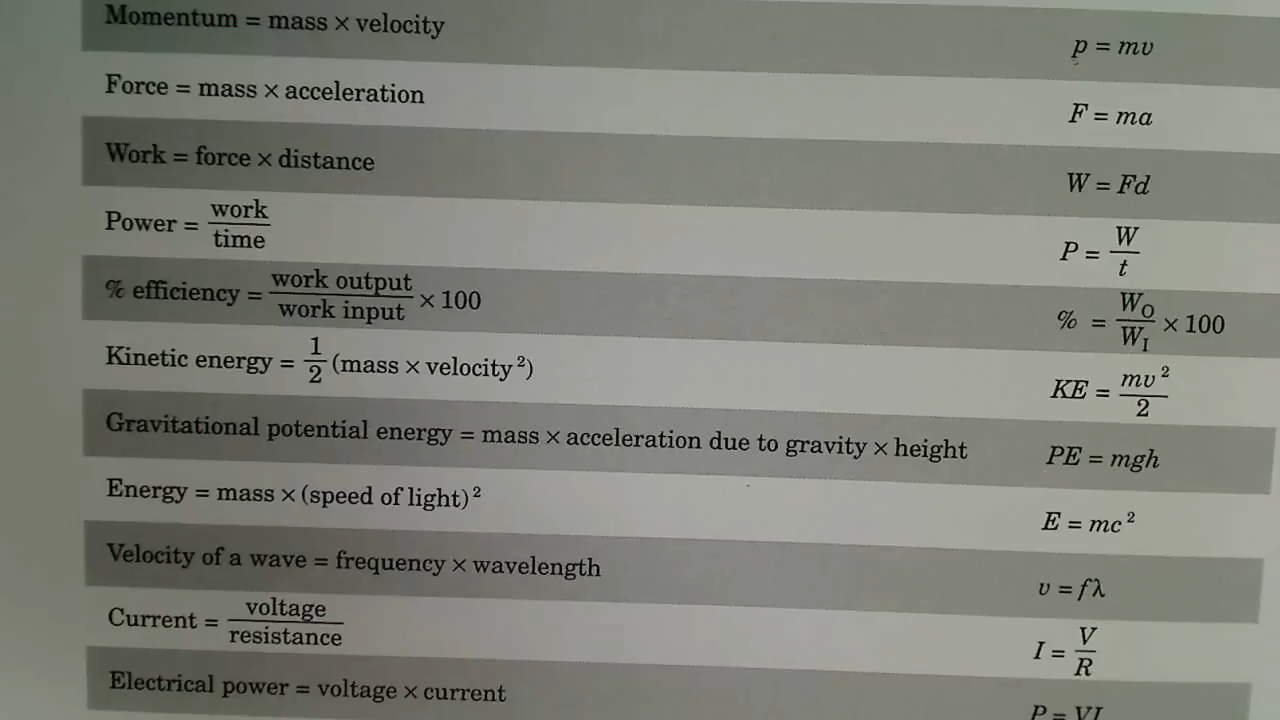 Momentum = mass × velocity p = mv
Force = mass × acceleration F = ma
Work = force × distance W = Fd
Power = work/time P = W/t
% efficiency = work output/work input × 100 % = W_O/W_I × 100
Kinetic energy = 1/2 (mass × velocity²) KE = mv²/2
Gravitational potential energy = mass × acceleration due to gravity × height PE = mgh
Energy = mass × (speed of light)² E = mc²
Velocity of a wave = frequency × wavelength v = fλ
Current = voltage/resistance I = V/R
Electrical power = voltage × current P = VI